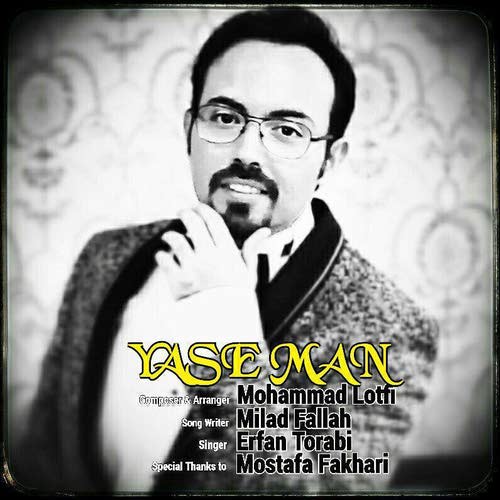 YASE MAN
Composer & Arranger Mohammad Lotfi
Song Writer Milad Fallah
Singer Erfan Torabi
Special Thanks to Mostafa Fakhari